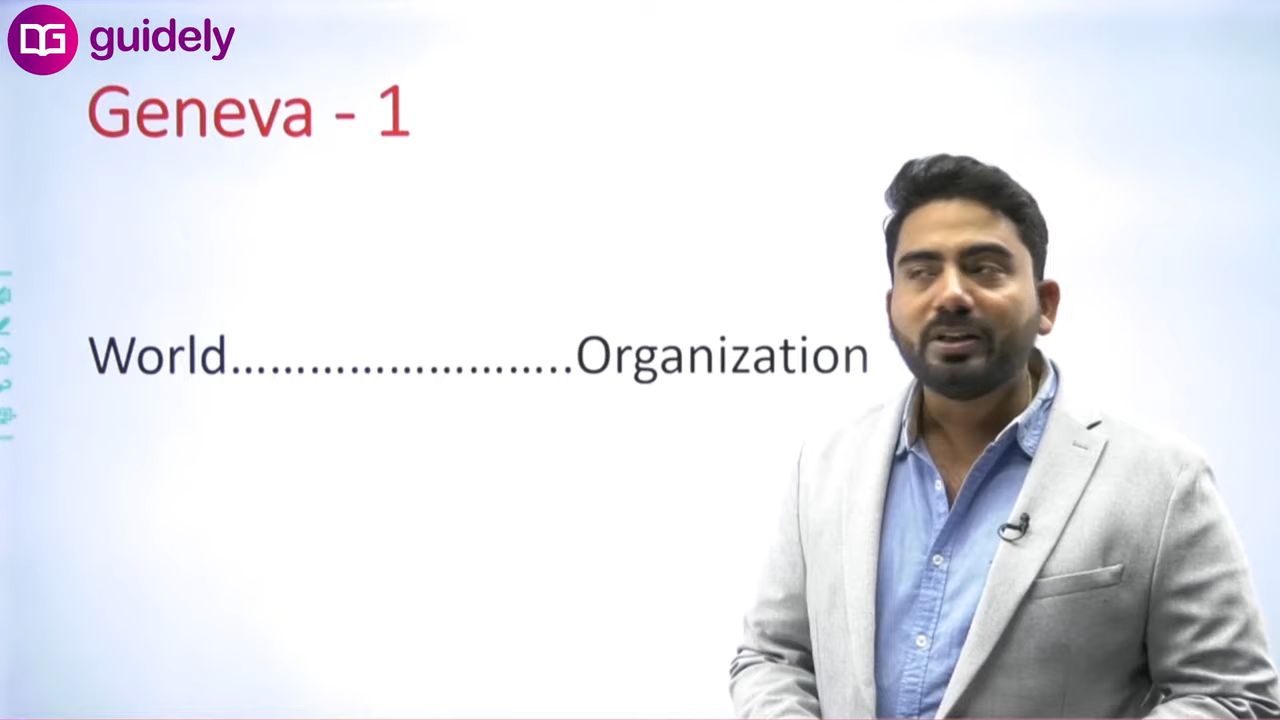 guidely
Geneva - 1
World……………………..Organization